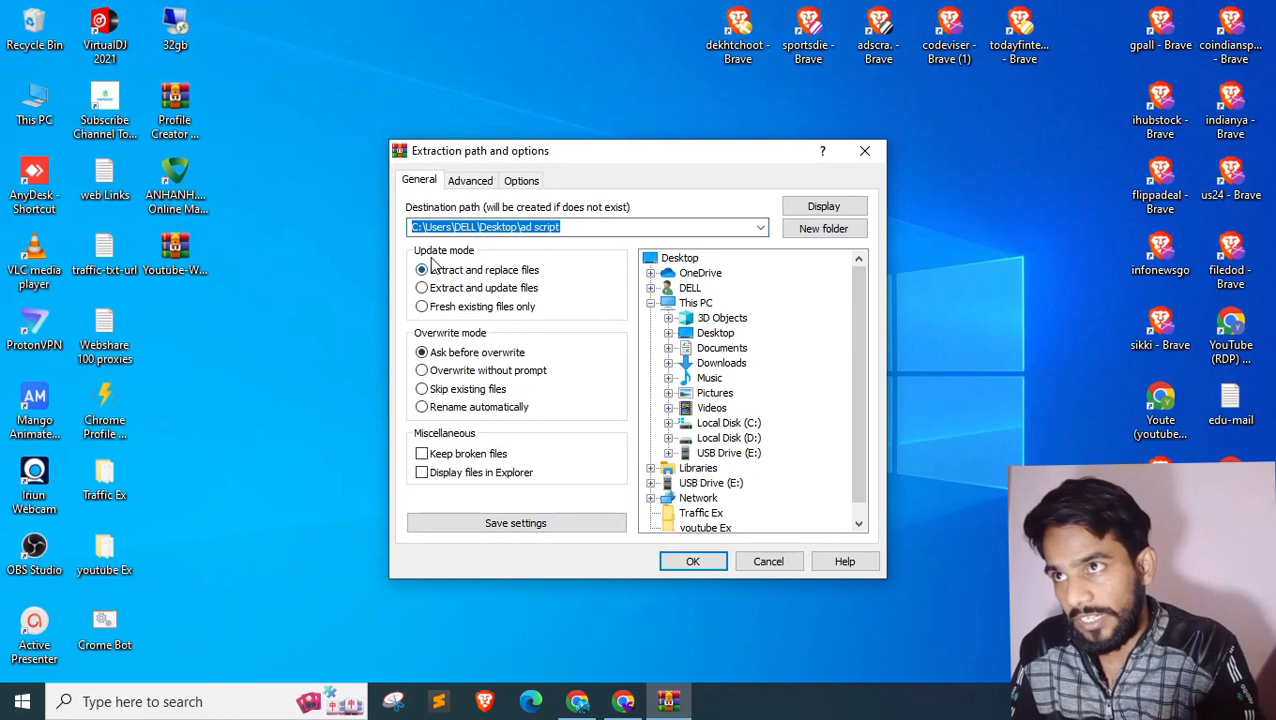 Recycle Bin
VirtualDJ
2021
32gb
This PC
Subscribe
Channel To...
Profile
Creator ...
AnyDesk -
Shortcut
web Links
ANHANH....
Online Ma...
VLC media
player
traffic-txt-url
Youtube-W...
ProtonVPN
Webshare
100 proxies
Mango
Animate...
Chrome
Profile ...
Iriun
Webcam
Traffic Ex
OBS Studio
youtube Ex
Active
Presenter
Crome Bot
dekhtchoot -
Brave
sportsdie -
Brave
adscra. -
Brave
codeviser -
Brave (1)
todayfinte...
- Brave
gpall - Brave
coindiansp...
- Brave
ihubstock -
Brave
indianya -
Brave
flippadeal -
Brave
us24 - Brave
infonewsgo
filedod -
Brave
sikki - Brave
YouTube
(RDP) ...
Youte
(youtube...
edu-mail
Extraction path and options
?
General
Advanced
Options
Destination path (will be created if does not exist)
Display
C:\Users\DELL\Desktop\ad script
New folder
Update mode
Extract and replace files
Extract and update files
Fresh existing files only
Overwrite mode
Ask before overwrite
Overwrite without prompt
Skip existing files
Rename automatically
Miscellaneous
Keep broken files
Display files in Explorer
Save settings
Desktop
OneDrive
DELL
This PC
3D Objects
Desktop
Documents
Downloads
Music
Pictures
Videos
Local Disk (C:)
Local Disk (D:)
USB Drive (E:)
Libraries
USB Drive (E:)
Network
Traffic Ex
youtube Ex
OK
Cancel
Help
Type here to search